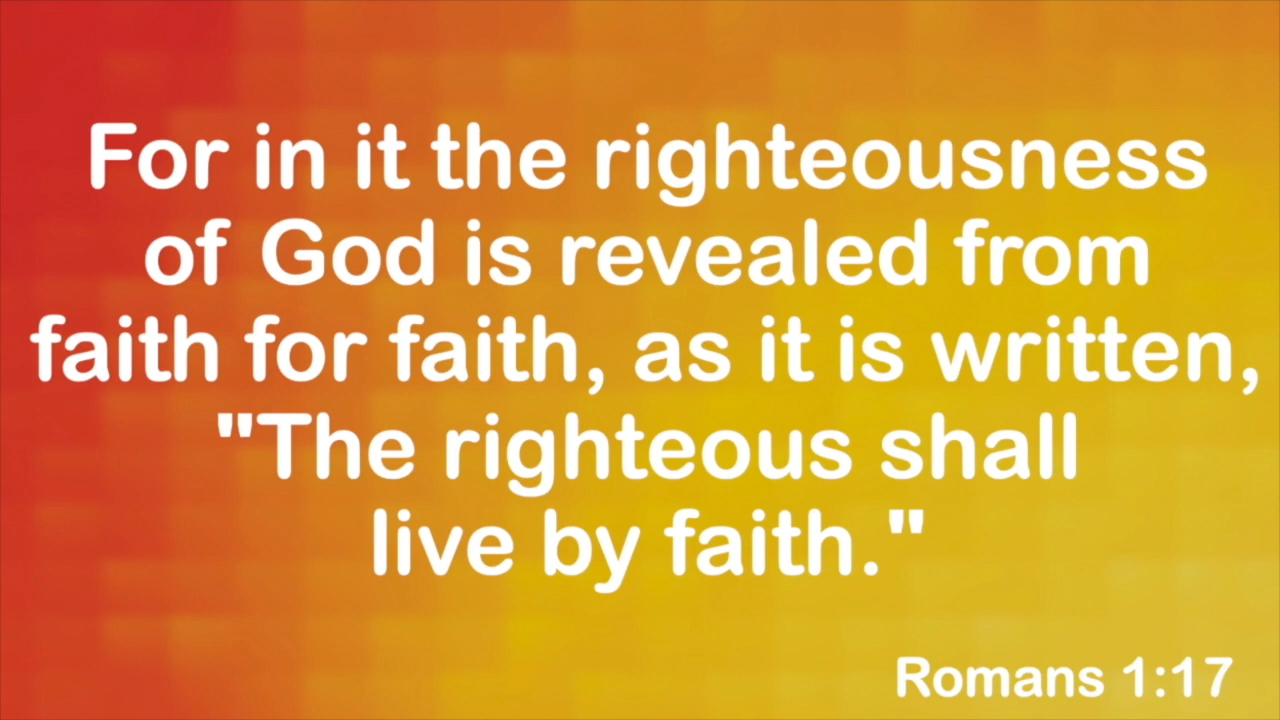 For in it the righteousness
of God is revealed from
faith for faith, as it is written,
"The righteous shall
live by faith."
Romans 1:17